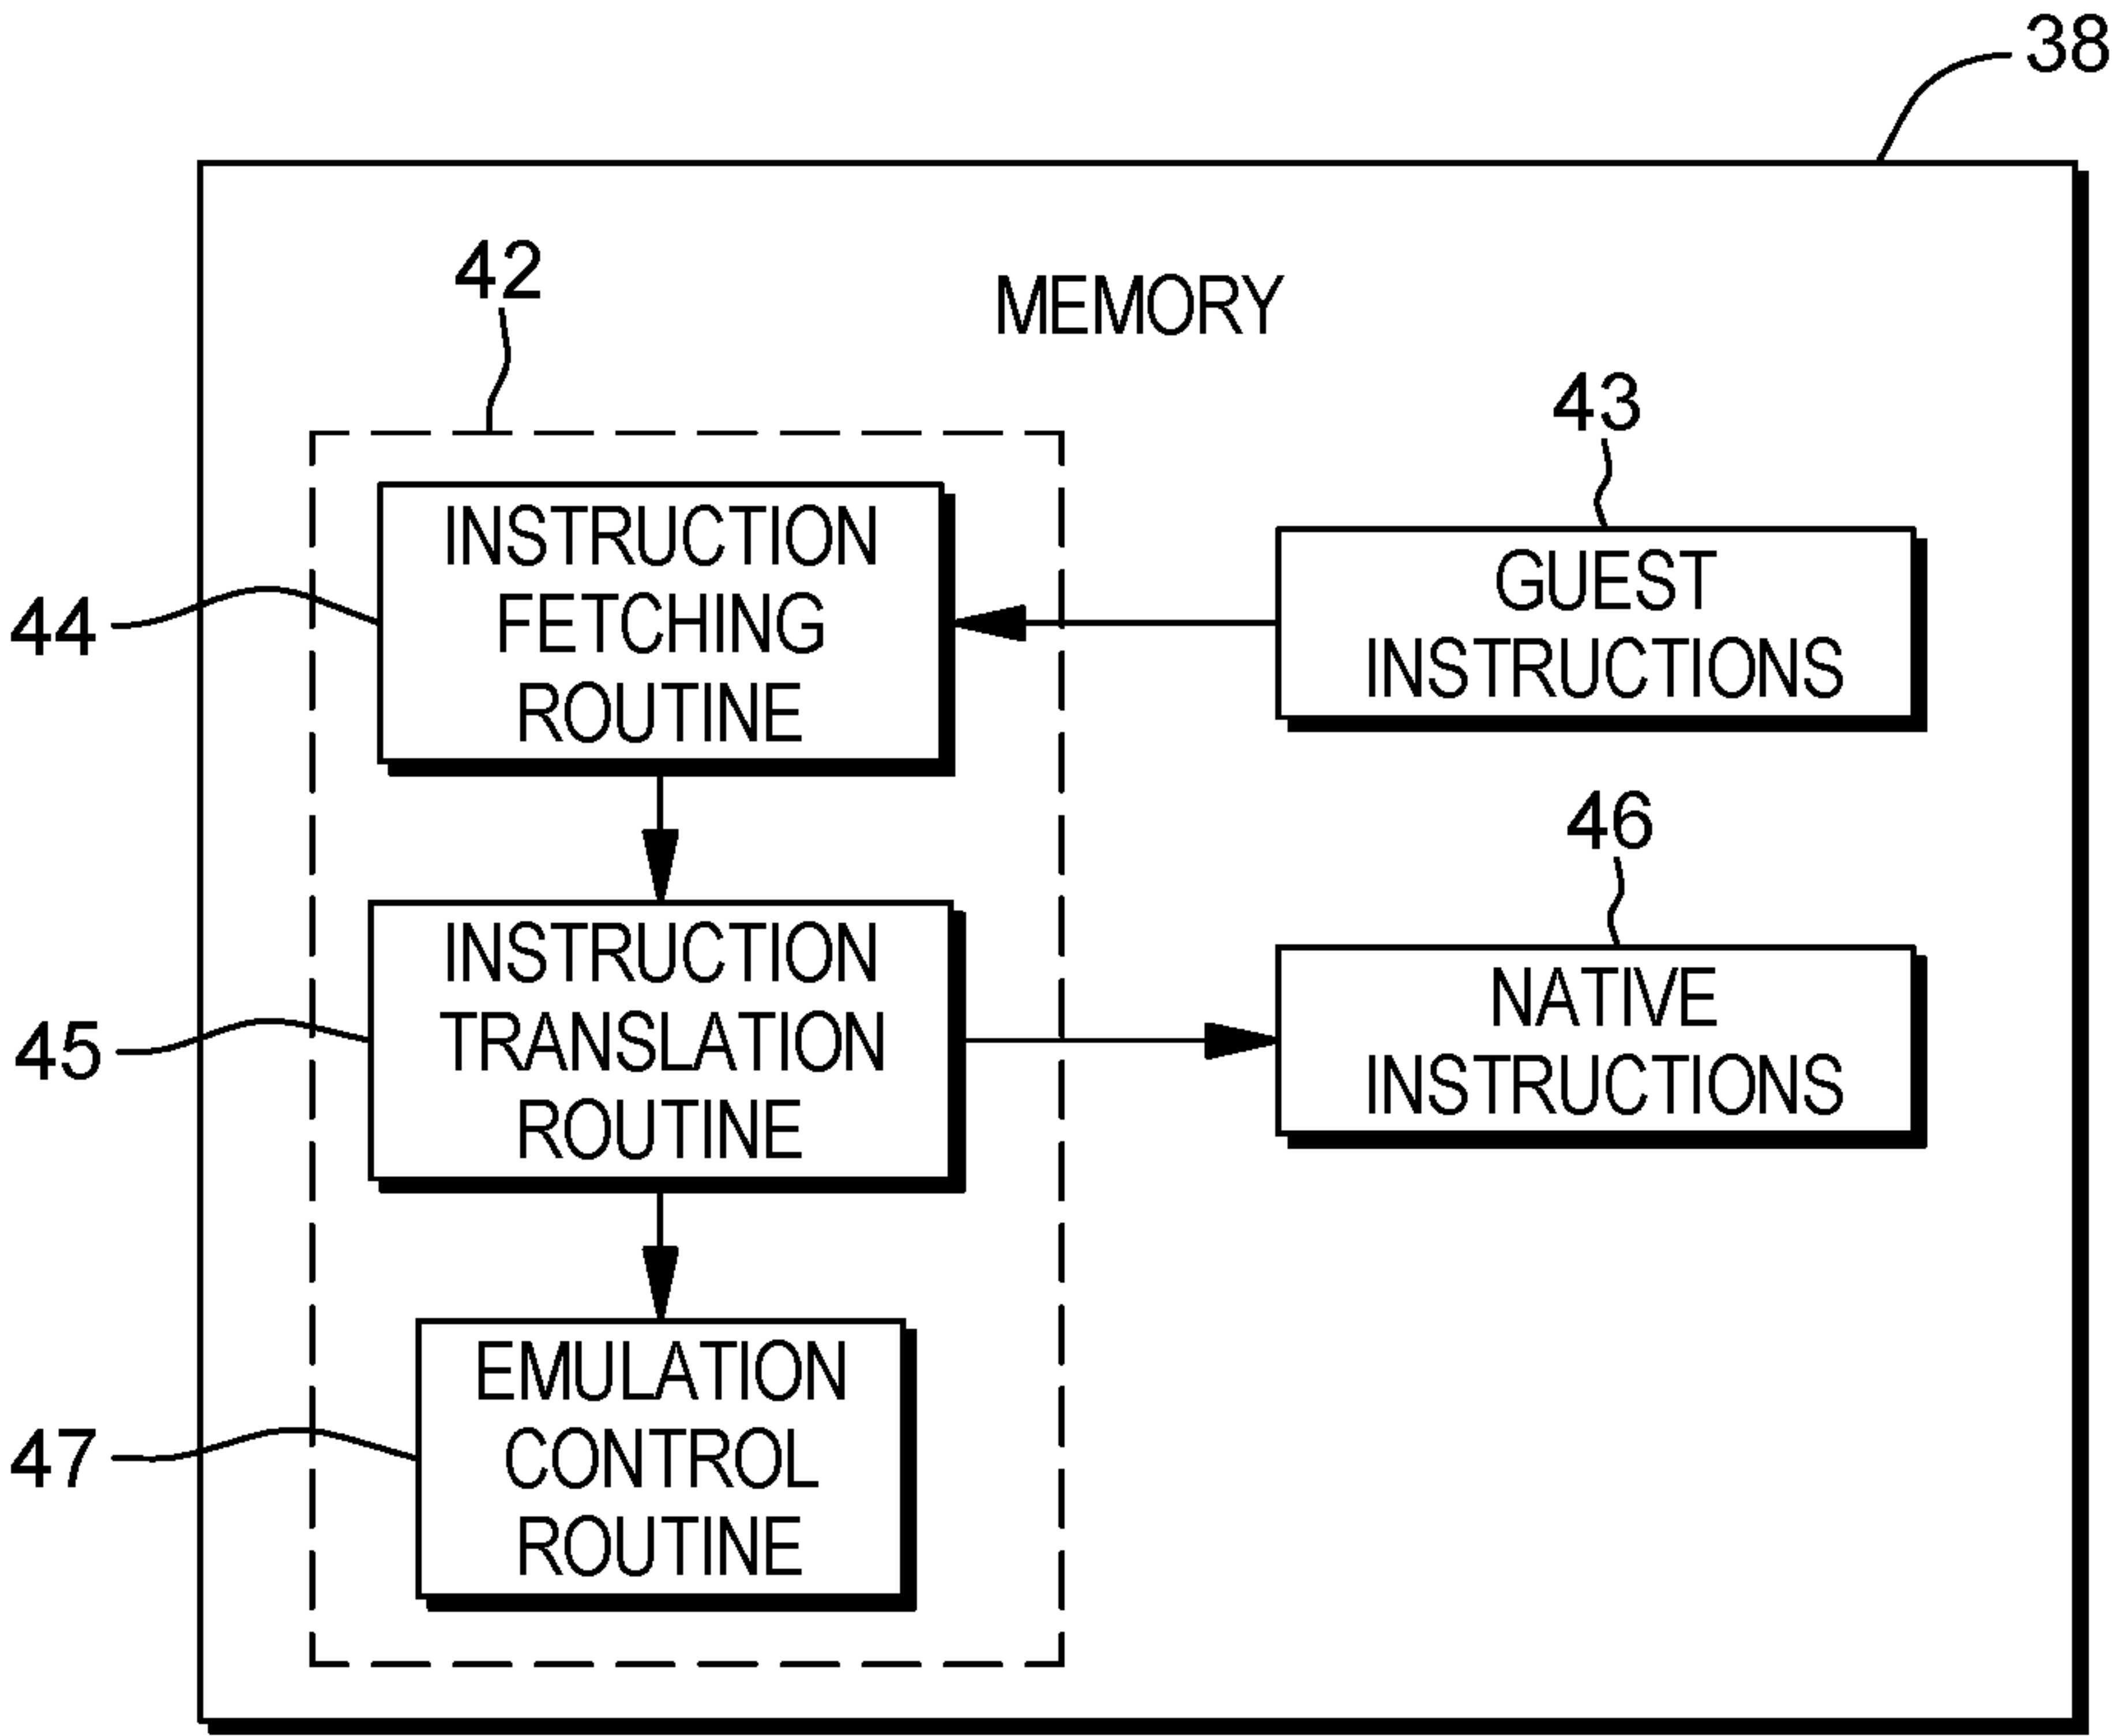 38
42
MEMORY
43
INSTRUCTION
FETCHING
ROUTINE
44
GUEST
INSTRUCTIONS
46
INSTRUCTION
TRANSLATION
ROUTINE
45
NATIVE
INSTRUCTIONS
EMULATION
CONTROL
ROUTINE
47